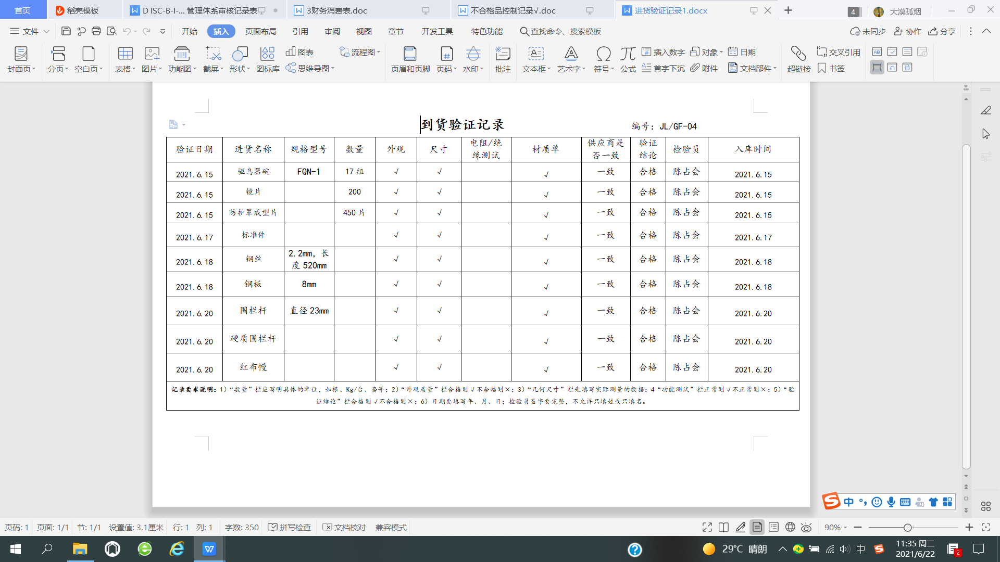 首页 稻壳模板 D ISC-B-I-... 管理体系审核记录表 3财务消费表.doc 不合格品控制记录√.doc 进货验证记录1.docx 4 大漠孤烟
文件 开始 插入 页面布局 引用 审阅 视图 章节 开发工具 特色功能 查找命令、搜索模板 未同步 协作 分享
图表 流程图 插入数字 对象 日期 交叉引用
封面页 分页 空白页 表格 图片 功能图 截屏 形状 图标库 思维导图 页眉和页脚 页码 水印 批注 文本框 艺术字 符号 公式 首字下沉 附件 文档部件 超链接 书签
到货验证记录 编号：JL/GF-04
验证日期 进货名称 规格型号 数量 外观 尺寸 电阻/绝缘测试 材质单 供应商是否一致 验证结论 检验员 入库时间
2021.6.15 驱鸟器碗 FQN-1 17 组 √ √ √ 一致 合格 陈占会 2021.6.15
2021.6.15 镜片 200 √ √ √ 一致 合格 陈占会 2021.6.15
2021.6.15 防护罩成型片 450 片 √ √ √ 一致 合格 陈占会 2021.6.15
2021.6.17 标准件 √ √ √ 一致 合格 陈占会 2021.6.17
2021.6.18 钢丝 2.2mm，长度 520mm √ √ √ 一致 合格 陈占会 2021.6.18
2021.6.18 钢板 8mm √ √ √ 一致 合格 陈占会 2021.6.18
2021.6.20 围栏杆 直径 23mm √ √ √ 一致 合格 陈占会 2021.6.20
2021.6.20 硬质围栏杆 √ √ √ 一致 合格 陈占会 2021.6.20
2021.6.20 红布幔 √ √ √ 一致 合格 陈占会 2021.6.20
记录要求说明：1）“数量”栏应写明具体的单位，如根、Kg/台、套等；2）“外观质量”栏合格划√不合格划×；3）“几何尺寸”栏先填写实际测量的数据；4“功能测试”栏正常划√不正常划×；5）“验
证结论”栏合格划√不合格划×；6）日期要填写年、月、日；检验员签字要完整，不允许只填姓或只填名。
S 中
页码: 1 页面: 1/1 节: 1/1 设置值: 3.1厘米 行: 1 列: 1 字数: 350 拼写检查 文档校对 兼容模式 90%
29°C 晴朗 中 11:35 周二
2021/6/22 2